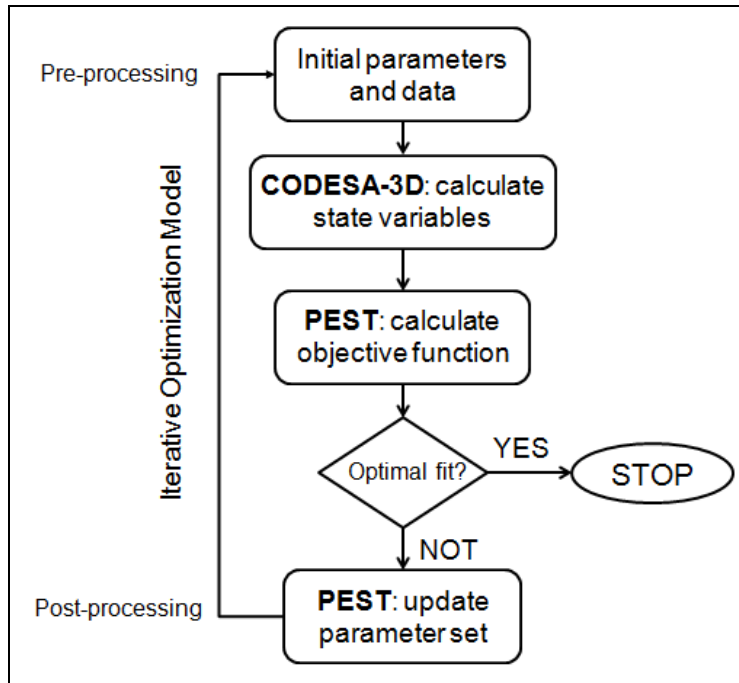 Pre-processing
Initial parameters
and data
CODESA-3D: calculate
state variables
PEST: calculate
objective function
Optimal fit?
YES
STOP
NOT
PEST: update
parameter set
Post-processing
Iterative Optimization Model